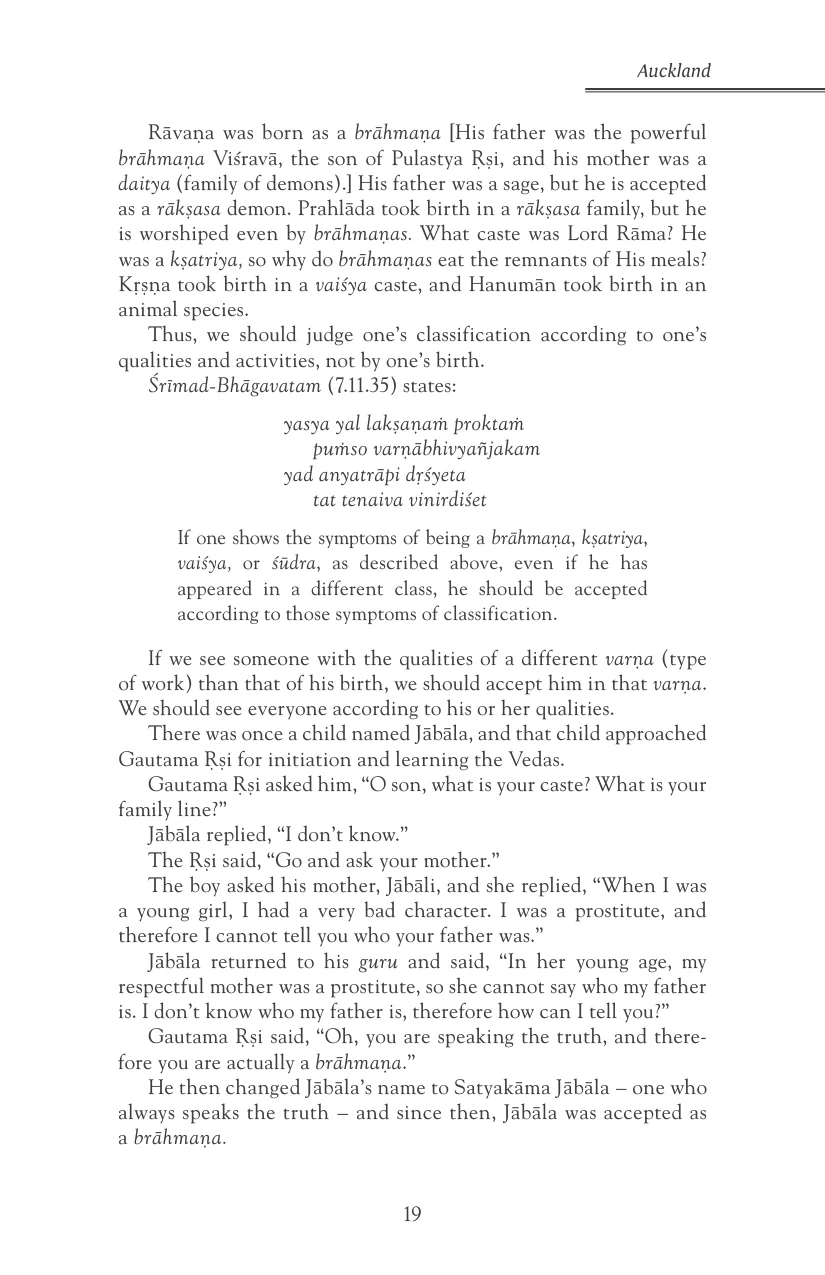 Auckland
Rāvaṇa was born as a brāhmaṇa [His father was the powerful
brāhmaṇa Viśravā, the son of Pulastya Ṛṣi, and his mother was a
daitya (family of demons).] His father was a sage, but he is accepted
as a rākṣasa demon. Prahlāda took birth in a rākṣasa family, but he
is worshiped even by brāhmaṇas. What caste was Lord Rāma? He
was a kṣatriya, so why do brāhmaṇas eat the remnants of His meals?
Kṛṣṇa took birth in a vaiśya caste, and Hanumān took birth in an
animal species.
Thus, we should judge one’s classification according to one’s
qualities and activities, not by one’s birth.
Śrīmad-Bhāgavatam (7.11.35) states:
yasya yal lakṣaṇaṁ proktaṁ
puṁso varṇābhivyañjakam
yad anyatrāpi dṛśyeta
tat tenaiva vinirdiśet
If one shows the symptoms of being a brāhmaṇa, kṣatriya,
vaiśya, or śūdra, as described above, even if he has
appeared in a different class, he should be accepted
according to those symptoms of classification.
If we see someone with the qualities of a different varṇa (type
of work) than that of his birth, we should accept him in that varṇa.
We should see everyone according to his or her qualities.
There was once a child named Jābāla, and that child approached
Gautama Ṛṣi for initiation and learning the Vedas.
Gautama Ṛṣi asked him, “O son, what is your caste? What is your
family line?”
Jābāla replied, “I don’t know.”
The Ṛṣi said, “Go and ask your mother.”
The boy asked his mother, Jābāli, and she replied, “When I was
a young girl, I had a very bad character. I was a prostitute, and
therefore I cannot tell you who your father was.”
Jābāla returned to his guru and said, “In her young age, my
respectful mother was a prostitute, so she cannot say who my father
is. I don’t know who my father is, therefore how can I tell you?”
Gautama Ṛṣi said, “Oh, you are speaking the truth, and there-
fore you are actually a brāhmaṇa.”
He then changed Jābāla’s name to Satyakāma Jābāla – one who
always speaks the truth – and since then, Jābāla was accepted as
a brāhmaṇa.
19